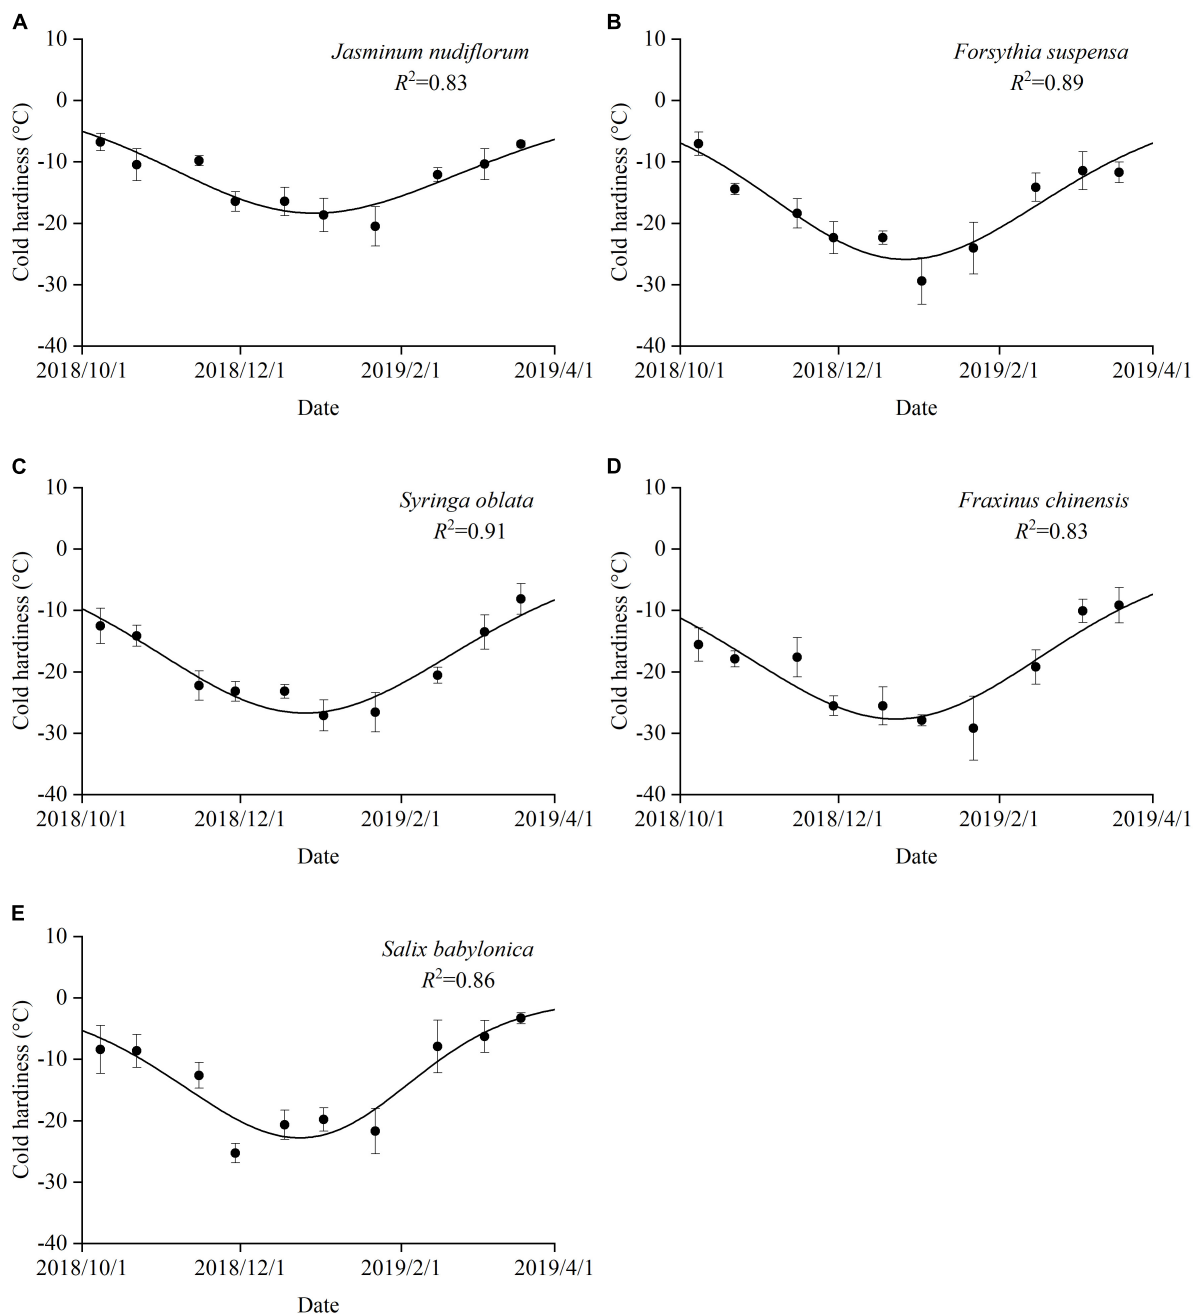 A
Jasminum nudiflorum
R²=0.83
Cold hardiness (°C)
10
0
-10
-20
-30
-40
2018/10/1 2018/12/1 2019/2/1 2019/4/1
Date
B
Forsythia suspensa
R²=0.89
Cold hardiness (°C)
10
0
-10
-20
-30
-40
2018/10/1 2018/12/1 2019/2/1 2019/4/1
Date
C
Syringa oblata
R²=0.91
Cold hardiness (°C)
10
0
-10
-20
-30
-40
2018/10/1 2018/12/1 2019/2/1 2019/4/1
Date
D
Fraxinus chinensis
R²=0.83
Cold hardiness (°C)
10
0
-10
-20
-30
-40
2018/10/1 2018/12/1 2019/2/1 2019/4/1
Date
E
Salix babylonica
R²=0.86
Cold hardiness (°C)
10
0
-10
-20
-30
-40
2018/10/1 2018/12/1 2019/2/1 2019/4/1
Date